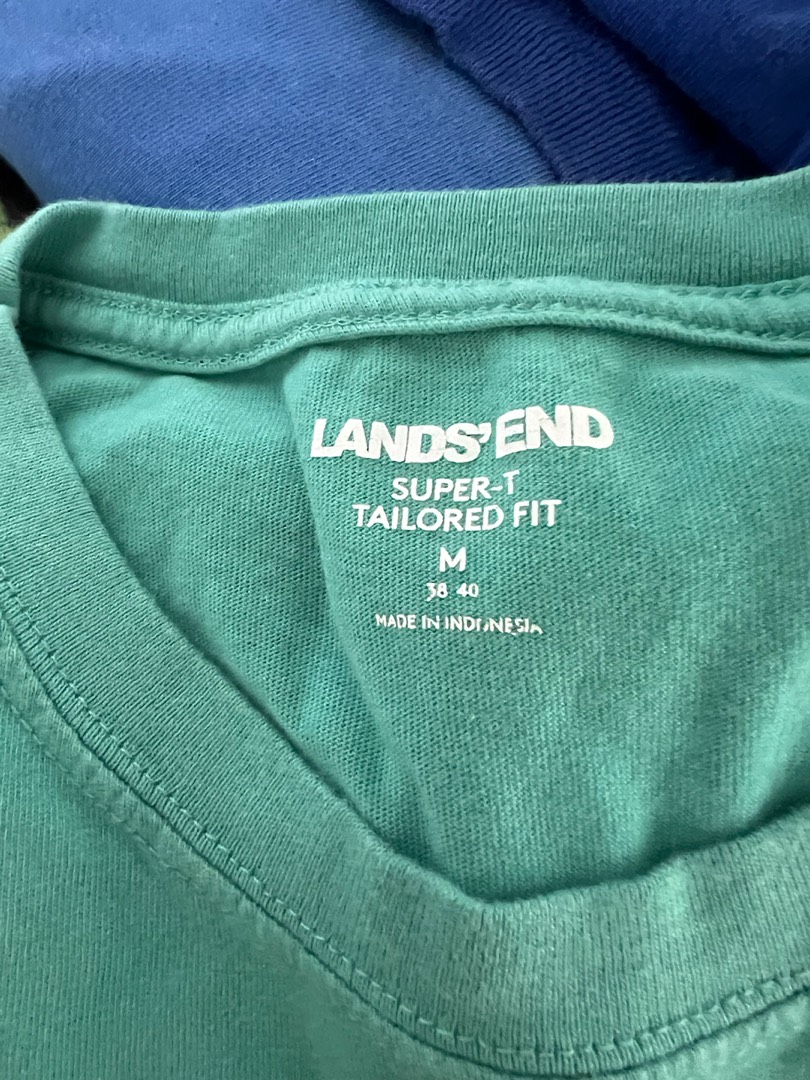 LANDS' END
SUPER-T
TAILORED FIT
M
38 40
MADE IN INDONESIA